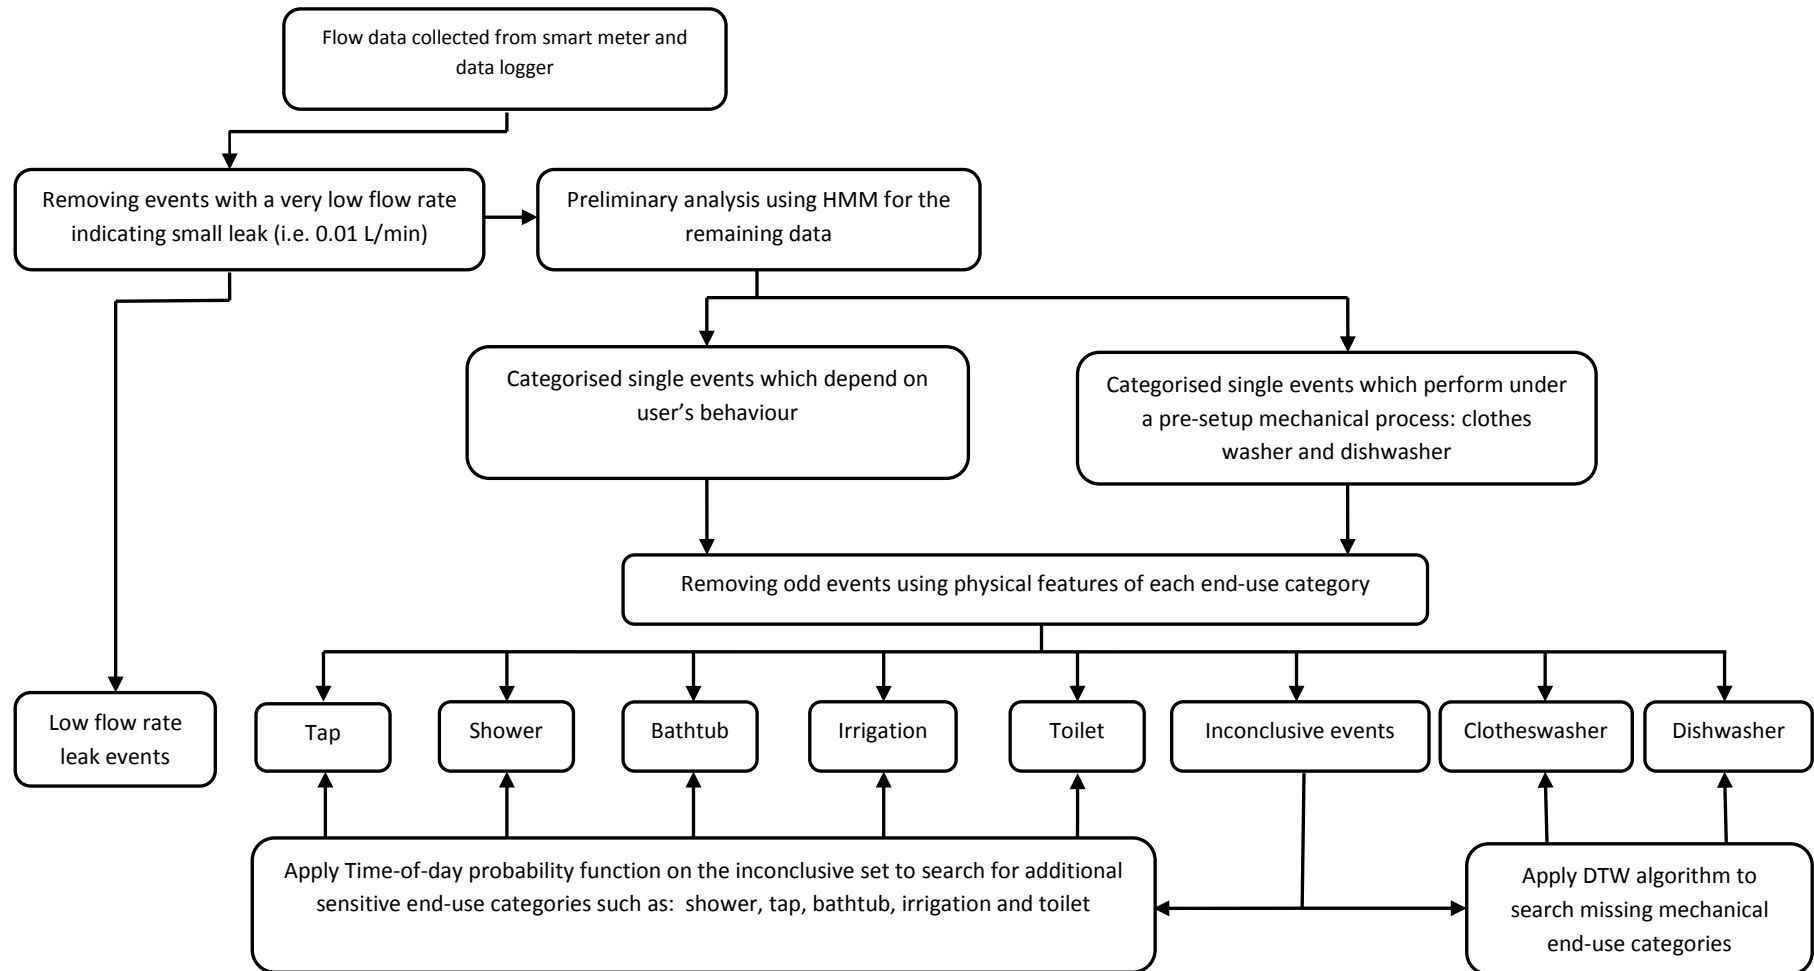 Flow data collected from smart meter and
data logger
Removing events with a very low flow rate
indicating small leak (i.e. 0.01 L/min)
Preliminary analysis using HMM for the
remaining data
Categorised single events which depend on
user's behaviour
Categorised single events which perform under
a pre-setup mechanical process: clothes
washer and dishwasher
Removing odd events using physical features of each end-use category
Low flow rate
leak events
Tap
Shower
Bathtub
Irrigation
Toilet
Inconclusive events
Clotheswasher
Dishwasher
Apply Time-of-day probability function on the inconclusive set to search for additional
sensitive end-use categories such as: shower, tap, bathtub, irrigation and toilet
Apply DTW algorithm to
search missing mechanical
end-use categories